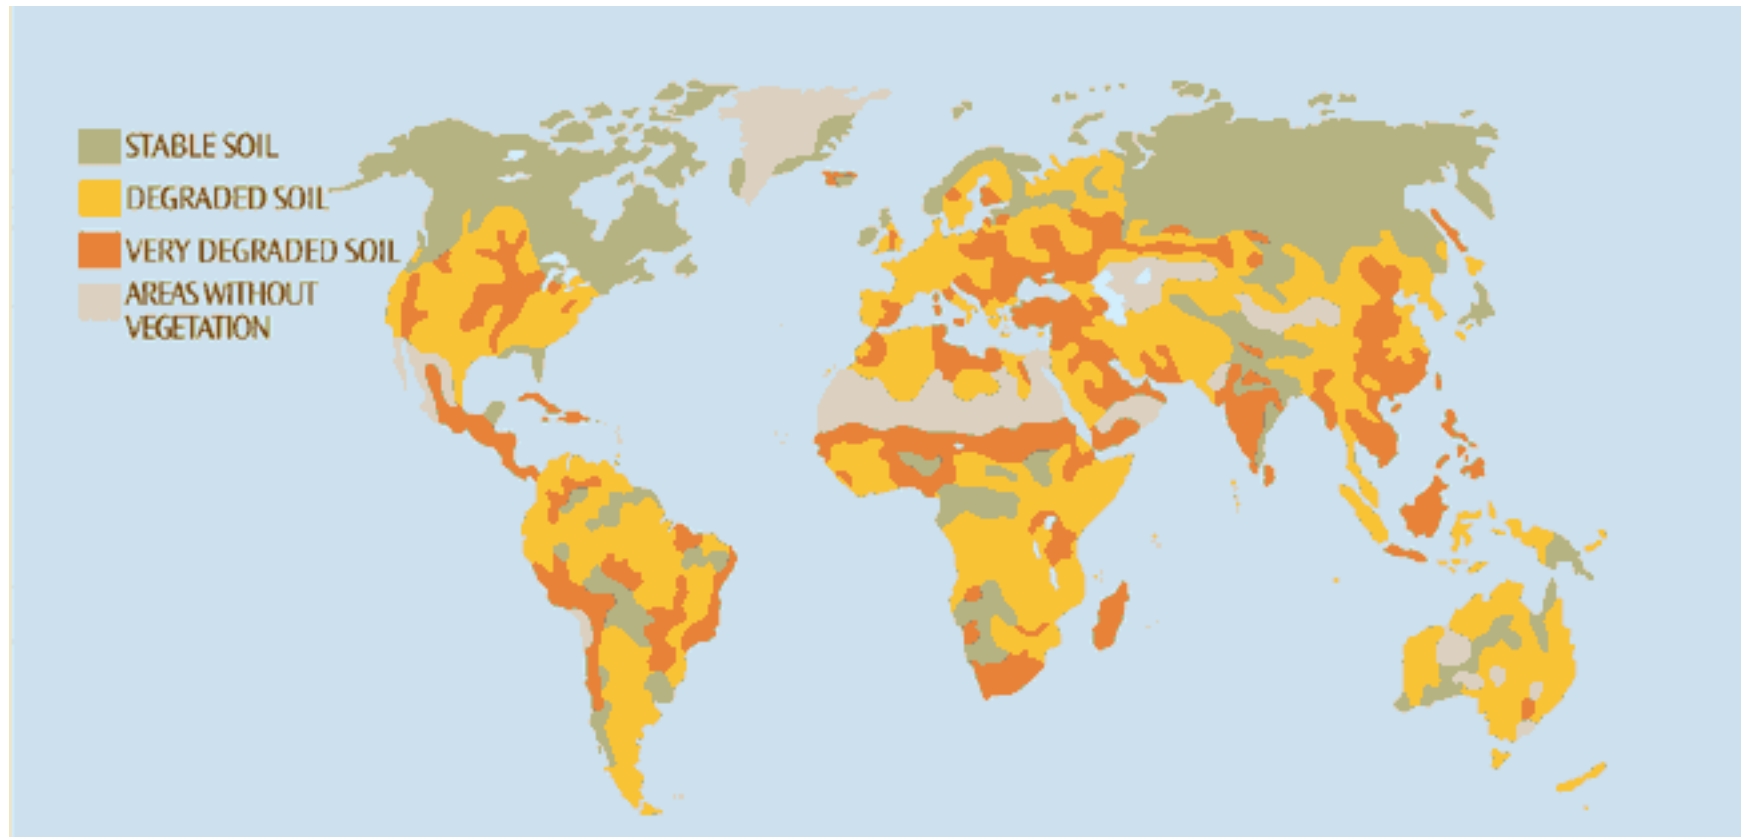 STABLE SOIL
DEGRADED SOIL
VERY DEGRADED SOIL
AREAS WITHOUT
VEGETATION